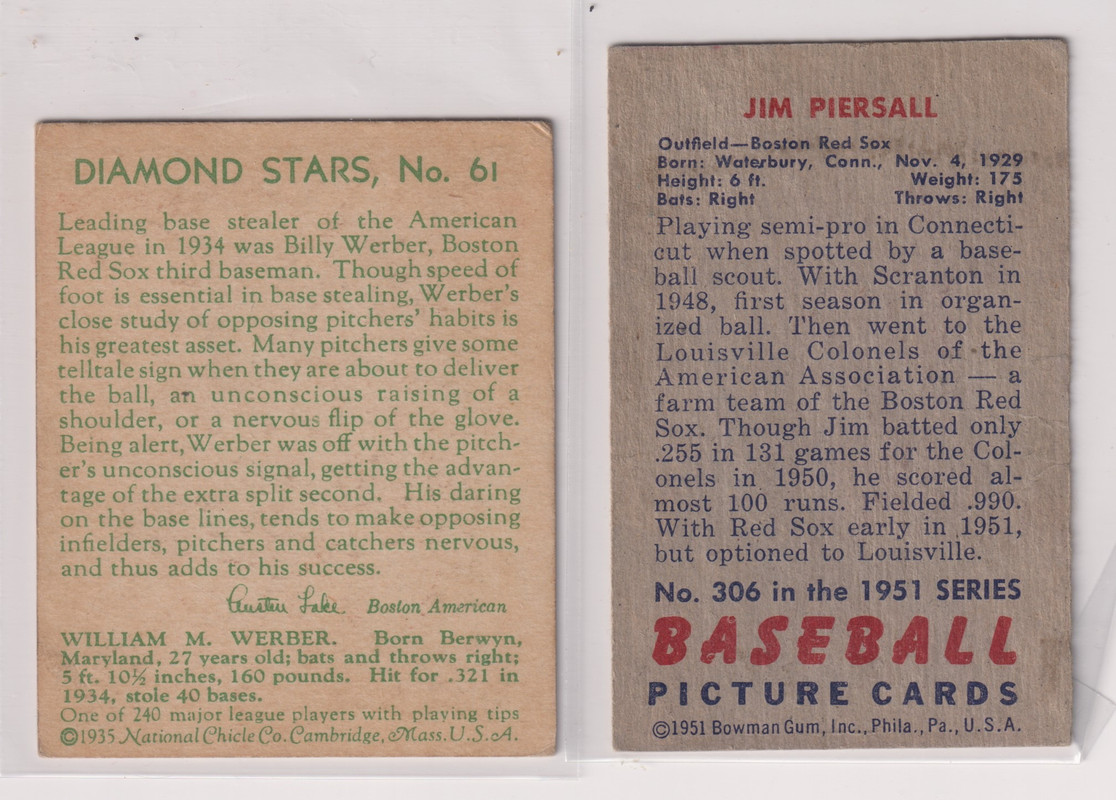 DIAMOND STARS, No. 61
Leading base stealer of the American
League in 1934 was Billy Werber, Boston
Red Sox third baseman. Though speed of
foot is essential in base stealing, Werber's
close study of opposing pitchers' habits is
his greatest asset. Many pitchers give some
telltale sign when they are about to deliver
the ball, an unconscious raising of a
shoulder, or a nervous flip of the glove.
Being alert, Werber was off with the pitch-
er's unconscious signal, getting the advan-
tage of the extra split second. His daring
on the base lines, tends to make opposing
infielders, pitchers and catchers nervous,
and thus adds to his success.
Austen Lake Boston American
WILLIAM M. WERBER. Born Berwyn,
Maryland, 27 years old; bats and throws right;
5 ft. 10½ inches, 160 pounds. Hit for .321 in
1934, stole 40 bases.
One of 240 major league players with playing tips
©1935 National Chicle Co. Cambridge, Mass. U.S.A.
JIM PIERSALL
Outfield—Boston Red Sox
Born: Waterbury, Conn., Nov. 4, 1929
Height: 6 ft. Weight: 175
Bats: Right Throws: Right
Playing semi-pro in Connecti-
cut when spotted by a base-
ball scout. With Scranton in
1948, first season in organ-
ized ball. Then went to the
Louisville Colonels of the
American Association — a
farm team of the Boston Red
Sox. Though Jim batted only
.255 in 131 games for the Col-
onels in 1950, he scored al-
most 100 runs. Fielded .990.
With Red Sox early in 1951,
but optioned to Louisville.
No. 306 in the 1951 SERIES
BASEBALL
PICTURE CARDS
©1951 Bowman Gum, Inc., Phila., Pa., U.S.A.